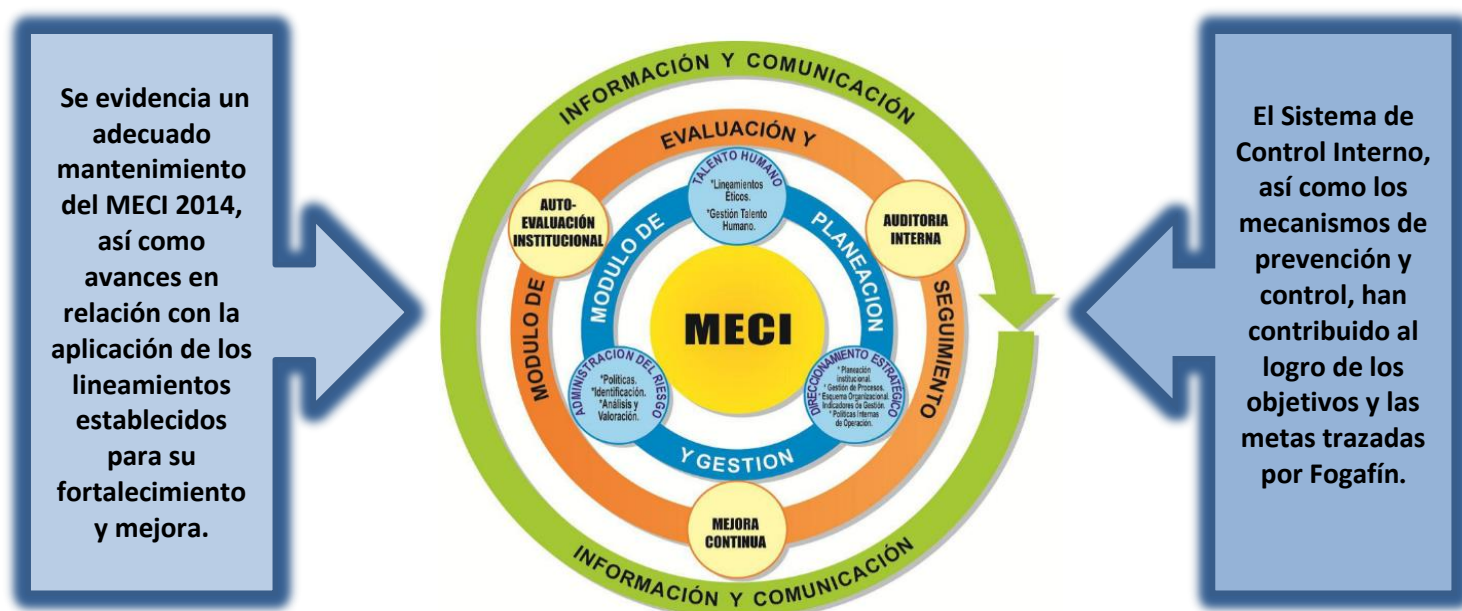 Se evidencia un
adecuado
mantenimiento
del MECI 2014,
así como
avances en
relación con la
aplicación de los
lineamientos
establecidos
para su
fortalecimiento
y mejora.
INFORMACIÓN Y COMUNICACIÓN
EVALUACIÓN Y
TALENTO HUMANO
*Lineamientos
Éticos.
*Gestión Talento
Humano.
AUTO-
EVALUACIÓN
INSTITUCIONAL
AUDITORIA
INTERNA
MODULO DE
PLANEACION
MECI
MODULO DE
SEGUIMIENTO
ADMINISTRACION DEL RIESGO
*Políticas.
*Identificación.
*Análisis y
Valoración.
DIRECCIONAMIENTO ESTRATÉGICO
* Planeación
institucional.
* Gestión de Procesos.
* Esquema Organizacional.
Indicadores de Gestión.
* Políticas Internas
de Operación.
Y GESTION
MEJORA
CONTINUA
INFORMACIÓN Y COMUNICACIÓN
El Sistema de
Control Interno,
así como los
mecanismos de
prevención y
control, han
contribuido al
logro de los
objetivos y las
metas trazadas
por Fogafín.